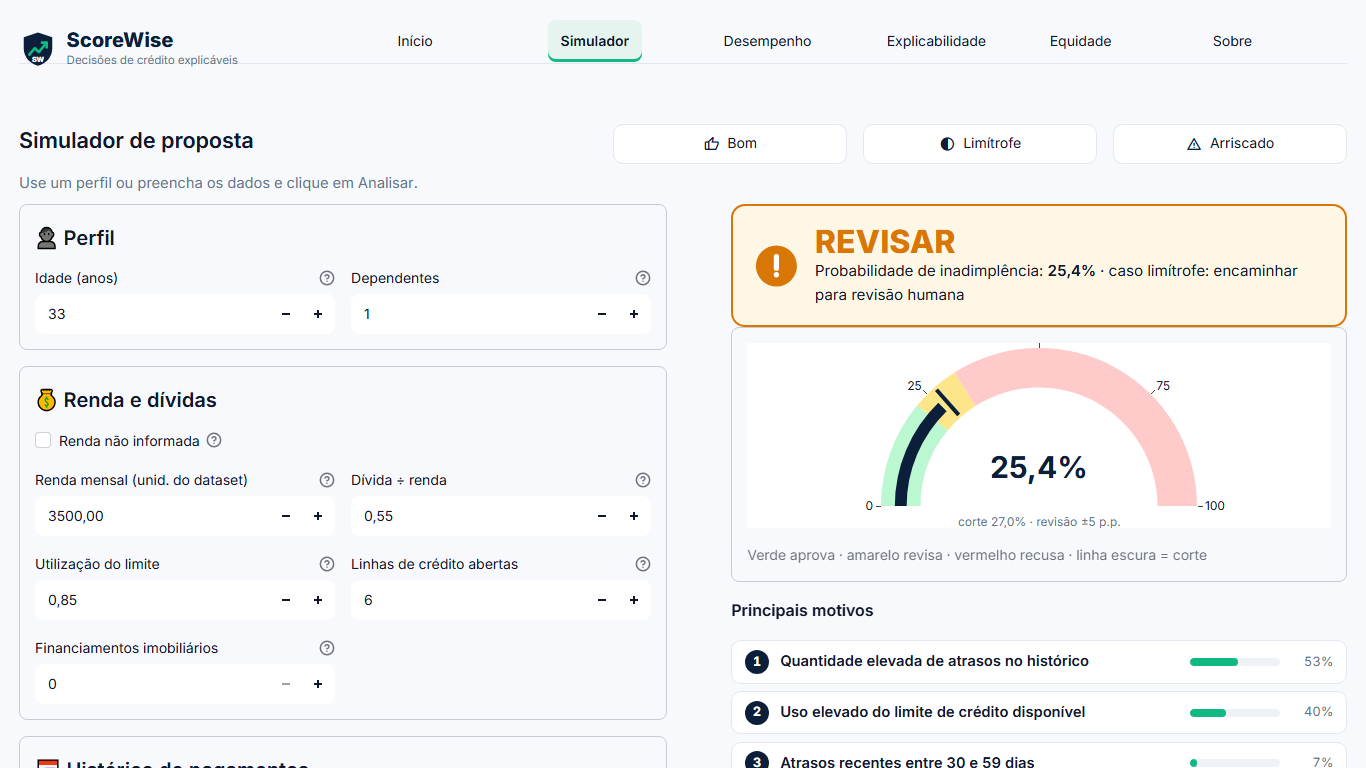 ScoreWise
Decisões de crédito explicáveis
SW
Início
Simulador
Desempenho
Explicabilidade
Equidade
Sobre
Simulador de proposta
Bom
Limítrofe
Arriscado
Use um perfil ou preencha os dados e clique em Analisar.
Perfil
Idade (anos)
Dependentes
33
1
Renda e dívidas
Renda não informada
Renda mensal (unid. do dataset)
Dívida ÷ renda
3500,00
0,55
Utilização do limite
Linhas de crédito abertas
0,85
6
Financiamentos imobiliários
0
Histórico de pagamentos
REVISAR
Probabilidade de inadimplência: 25,4% · caso limítrofe: encaminhar
para revisão humana
25
75
25,4%
0
100
corte 27,0% · revisão ±5 p.p.
Verde aprova · amarelo revisa · vermelho recusa · linha escura = corte
Principais motivos
1 Quantidade elevada de atrasos no histórico 53%
2 Uso elevado do limite de crédito disponível 40%
3 Atrasos recentes entre 30 e 59 dias 7%